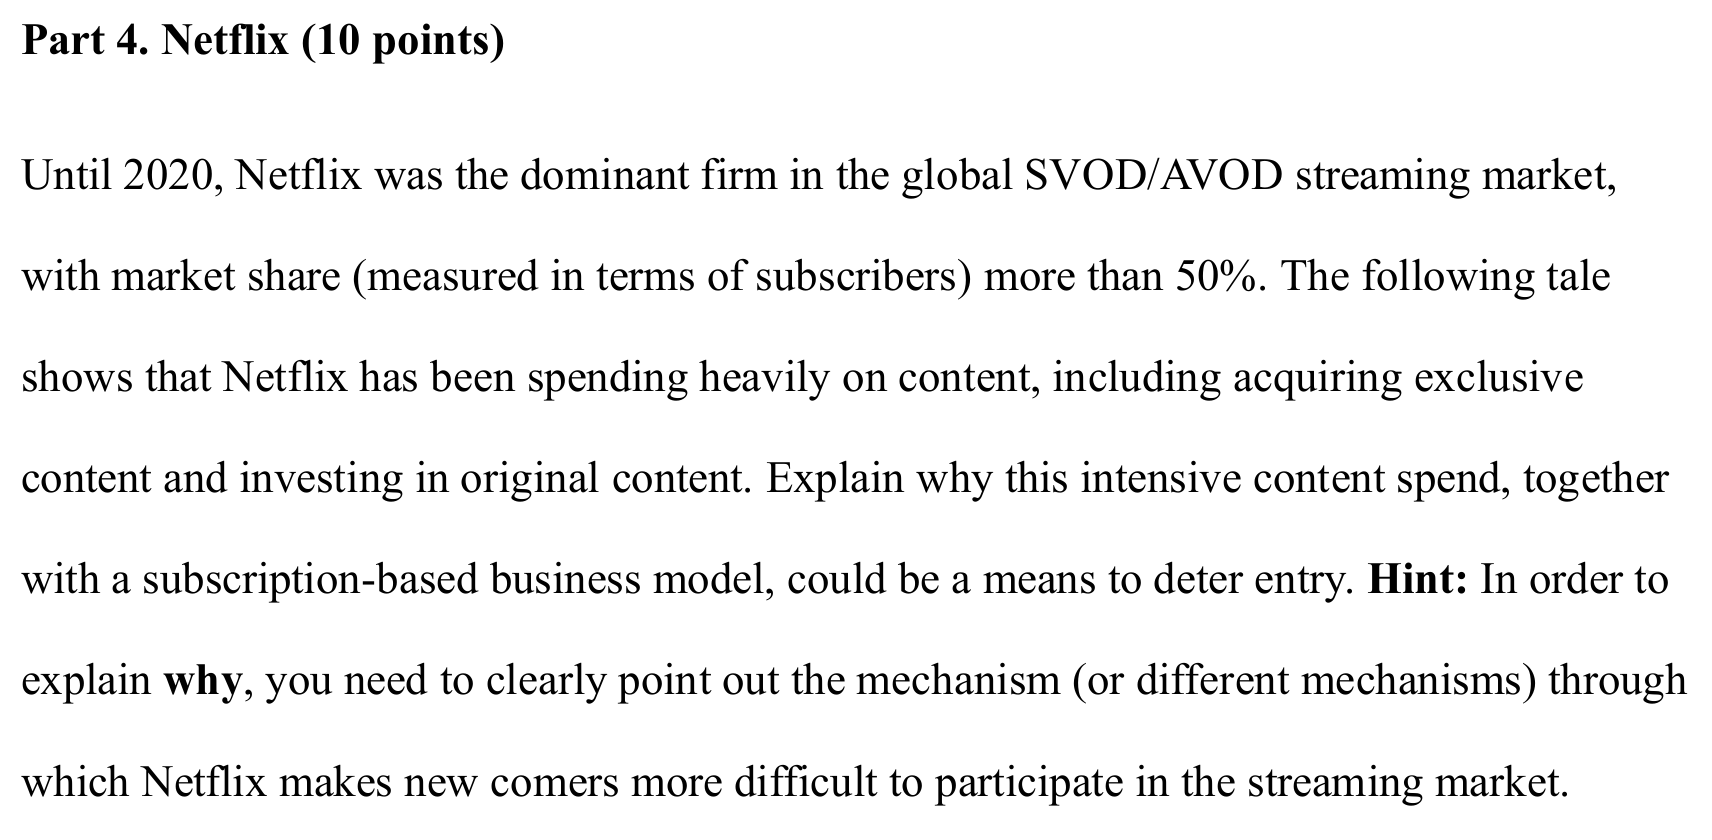 Part 4. Netflix (10 points)
Until 2020, Netflix was the dominant firm in the global SVOD/AVOD streaming market,
with market share (measured in terms of subscribers) more than 50%. The following tale
shows that Netflix has been spending heavily on content, including acquiring exclusive
content and investing in original content. Explain why this intensive content spend, together
with a subscription-based business model, could be a means to deter entry. Hint: In order to
explain why, you need to clearly point out the mechanism (or different mechanisms) through
which Netflix makes new comers more difficult to participate in the streaming market.